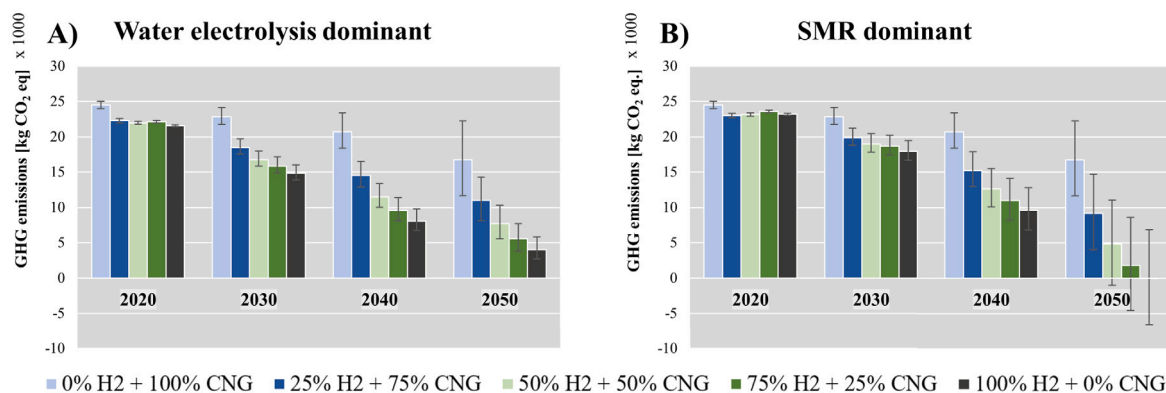 A) Water electrolysis dominant
GHG emissions [kg CO2 eq] x 1000
30
25
20
15
10
5
0
-5
-10
2020 2030 2040 2050
B) SMR dominant
GHG emissions [kg CO2 eq.] x 1000
30
25
20
15
10
5
0
-5
-10
2020 2030 2040 2050
0% H2 + 100% CNG 25% H2 + 75% CNG 50% H2 + 50% CNG 75% H2 + 25% CNG 100% H2 + 0% CNG